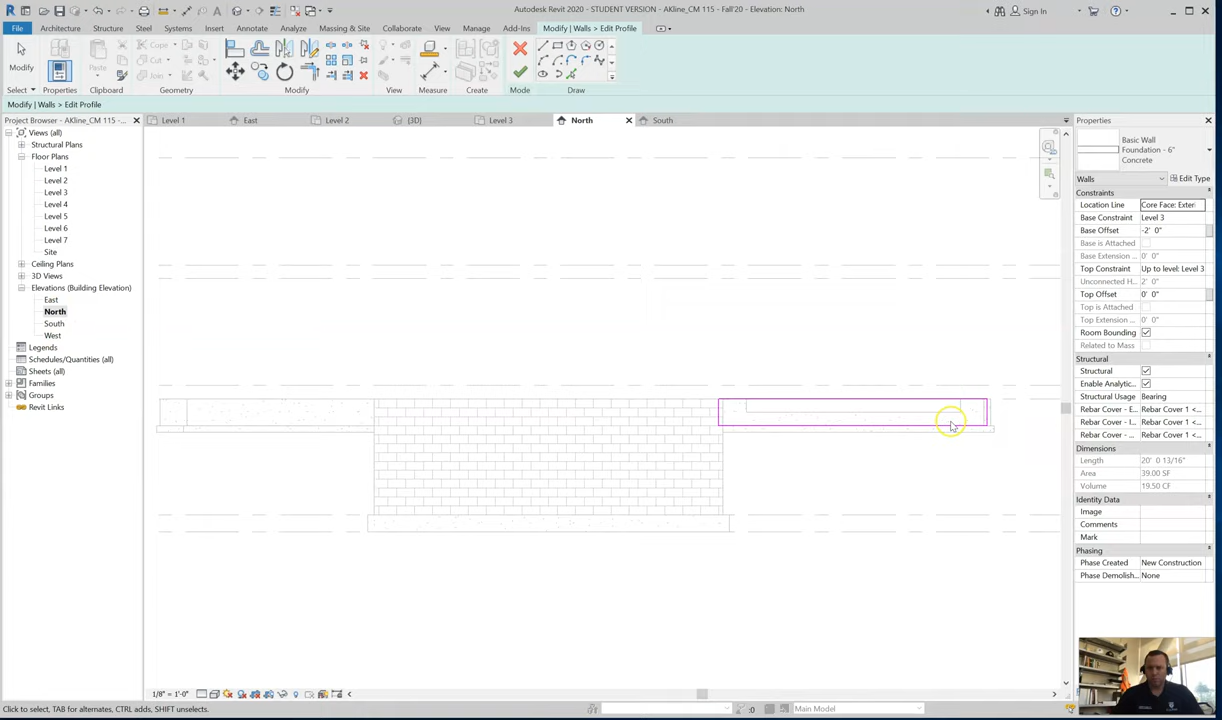 Autodesk Revit 2020 - STUDENT VERSION - AKline_CM 115 - Fall'20 - Elevation: North
Sign In
File Architecture Structure Steel Systems Insert Annotate Analyze Massing & Site Collaborate View Manage Add-Ins Modify | Walls > Edit Profile
Modify
Paste
Cope
Cut
Join
Select Properties Clipboard Geometry Modify View Measure Create Mode Draw
Modify | Walls > Edit Profile
Project Browser - AKline_CM 115 -...
Views (all)
Structural Plans
Floor Plans
Level 1
Level 2
Level 3
Level 4
Level 5
Level 6
Level 7
Site
Ceiling Plans
3D Views
Elevations (Building Elevation)
East
North
South
West
Legends
Schedules/Quantities (all)
Sheets (all)
Families
Groups
Revit Links
Level 1 East Level 2 {3D} Level 3 North South
Properties
Basic Wall
Foundation - 6"
Concrete
Walls Edit Type
Constraints
Location Line Core Face: Exteri
Base Constraint Level 3
Base Offset -2' 0"
Base is Attached
Base Extension ... 0' 0"
Top Constraint Up to level: Level 3
Unconnected H... 2' 0"
Top Offset 0' 0"
Top is Attached
Top Extension ... 0' 0"
Room Bounding
Related to Mass
Structural
Structural
Enable Analytic...
Structural Usage Bearing
Rebar Cover - E... Rebar Cover 1 <...
Rebar Cover - I... Rebar Cover 1 <...
Rebar Cover - ... Rebar Cover 1 <...
Dimensions
Length 20' 0 13/16"
Area 39.00 SF
Volume 19.50 CF
Identity Data
Image
Comments
Mark
Phasing
Phase Created New Construction
Phase Demolish... None
1/8" = 1'-0"
Click to select, TAB for alternates, CTRL adds, SHIFT unselects.
:0
Main Model